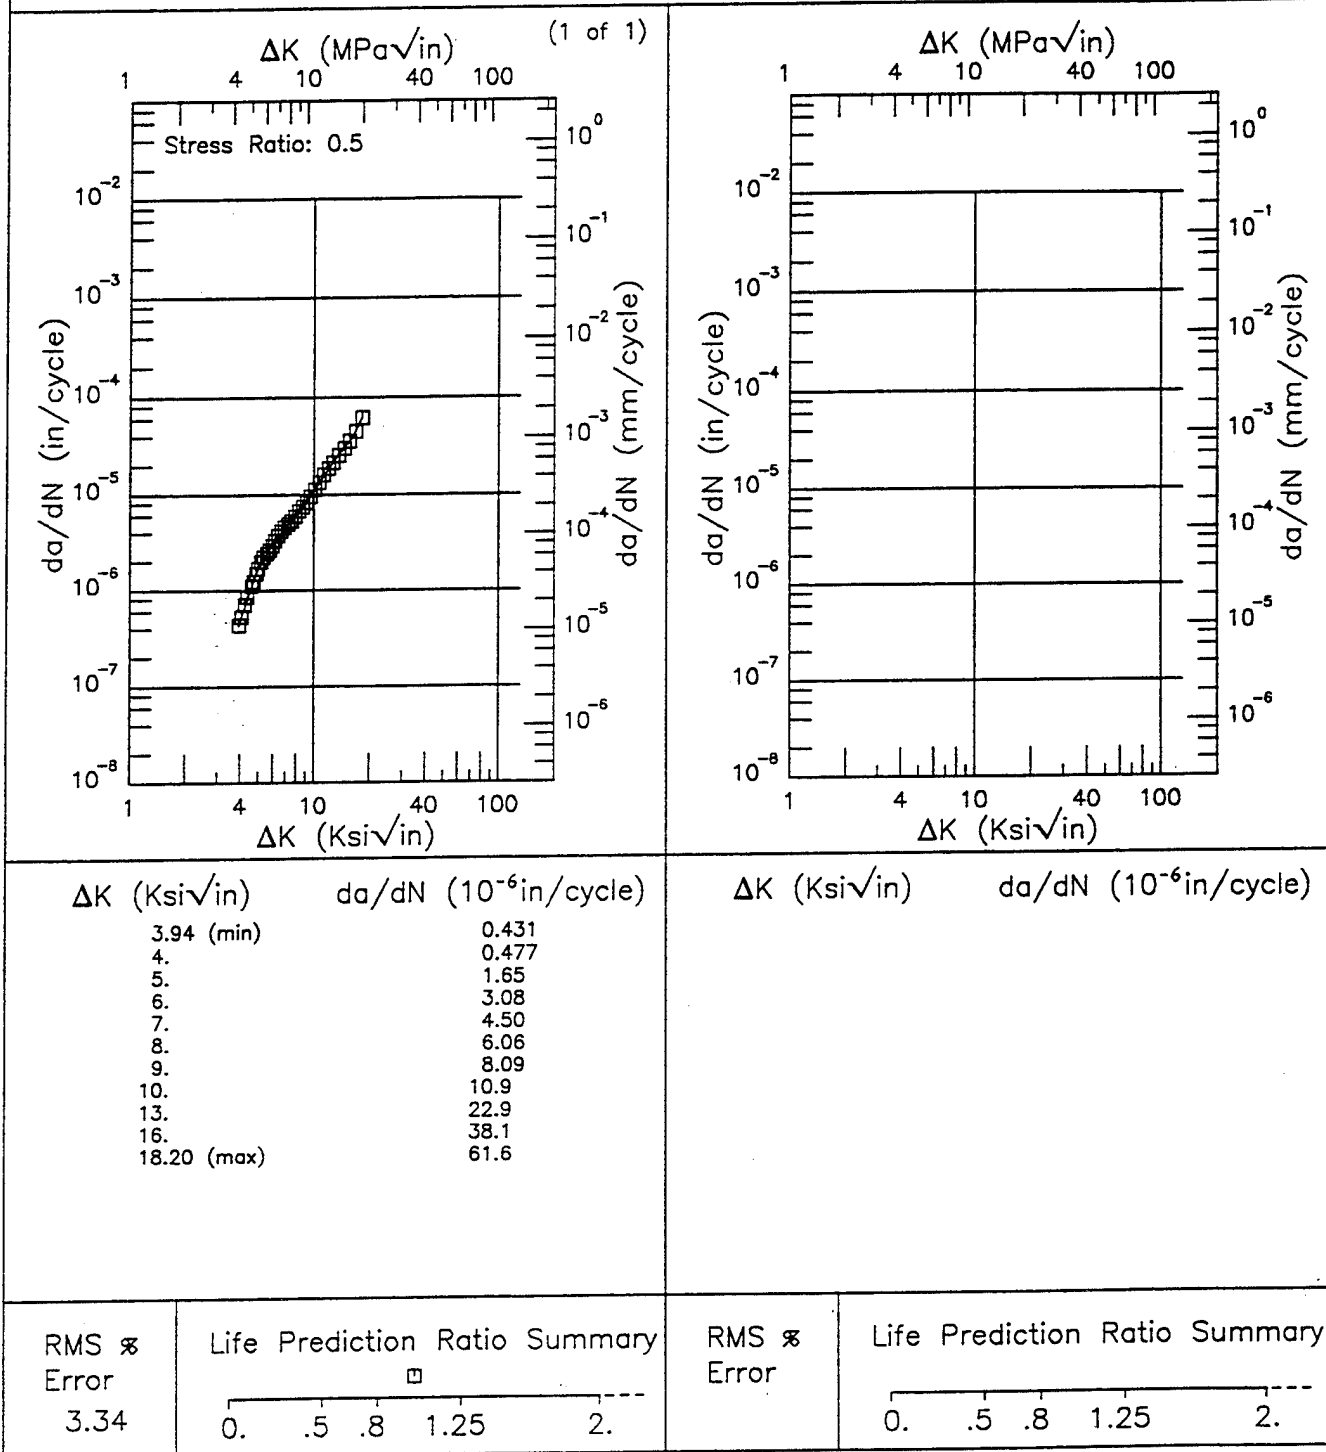 (1 of 1)
ΔK (MPa√in)
1 4 10 40 100
Stress Ratio: 0.5
da/dN (in/cycle)
10⁻²
10⁻³
10⁻⁴
10⁻⁵
10⁻⁶
10⁻⁷
10⁻⁸
10⁰
10⁻¹
10⁻²
10⁻³
10⁻⁴
10⁻⁵
10⁻⁶
da/dN (mm/cycle)
1 4 10 40 100
ΔK (Ksi√in)
ΔK (MPa√in)
1 4 10 40 100
da/dN (in/cycle)
10⁻²
10⁻³
10⁻⁴
10⁻⁵
10⁻⁶
10⁻⁷
10⁻⁸
10⁰
10⁻¹
10⁻²
10⁻³
10⁻⁴
10⁻⁵
10⁻⁶
da/dN (mm/cycle)
1 4 10 40 100
ΔK (Ksi√in)
ΔK (Ksi√in) da/dN (10⁻⁶in/cycle)
3.94 (min) 0.431
4. 0.477
5. 1.65
6. 3.08
7. 4.50
8. 6.06
9. 8.09
10. 10.9
13. 22.9
16. 38.1
18.20 (max) 61.6
ΔK (Ksi√in) da/dN (10⁻⁶in/cycle)
RMS %
Error
3.34
Life Prediction Ratio Summary
0. .5 .8 1.25 2.
RMS %
Error
Life Prediction Ratio Summary
0. .5 .8 1.25 2.